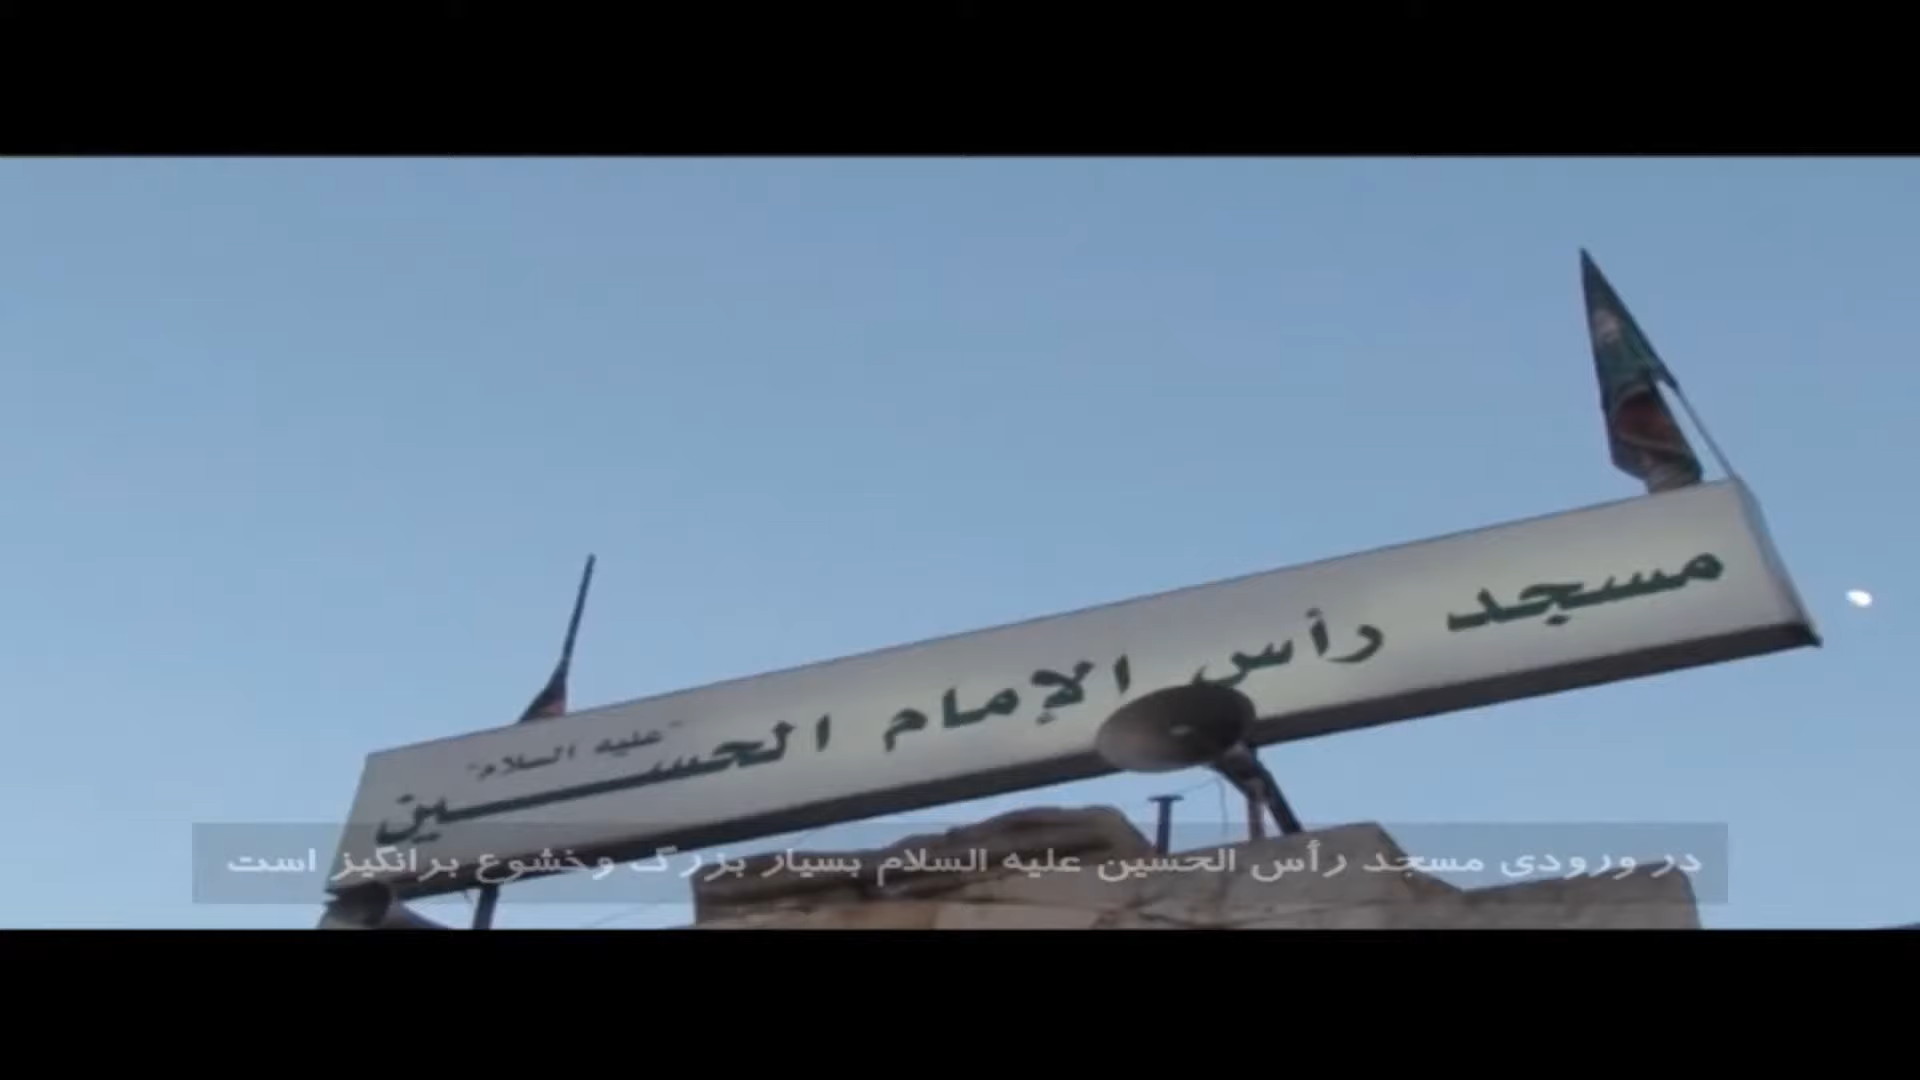 مسجد رأس الإمام الحسين
"عليه السلام"
در ورودی مسجد رأس الحسین علیه السلام بسیار بزرگ وخشوع برانگیز است